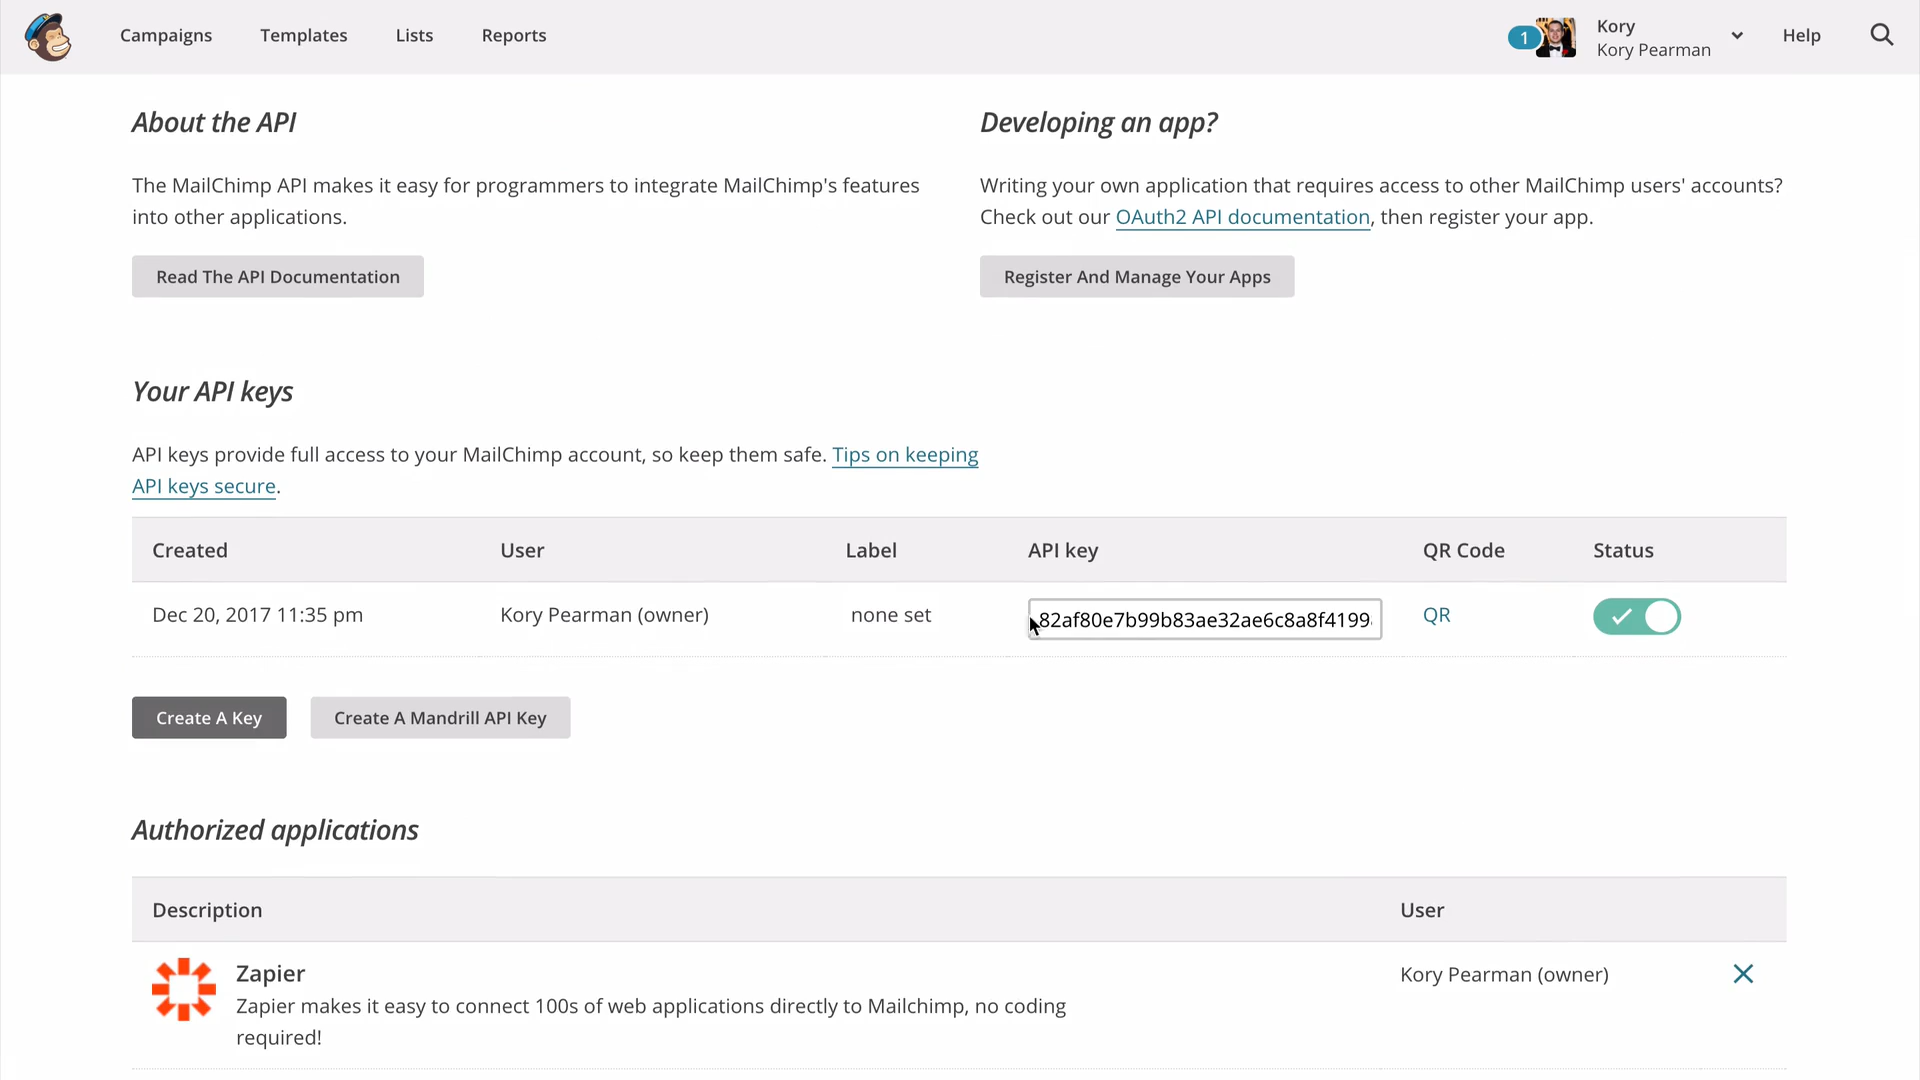 Campaigns Templates Lists Reports 1 Kory Help
Kory Pearman
About the API
The MailChimp API makes it easy for programmers to integrate MailChimp's features
into other applications.
Read The API Documentation
Developing an app?
Writing your own application that requires access to other MailChimp users' accounts?
Check out our OAuth2 API documentation, then register your app.
Register And Manage Your Apps
Your API keys
API keys provide full access to your MailChimp account, so keep them safe. Tips on keeping
API keys secure.
Created User Label API key QR Code Status
Dec 20, 2017 11:35 pm Kory Pearman (owner) none set 82af80e7b99b83ae32ae6c8a8f4199 QR
Create A Key Create A Mandrill API Key
Authorized applications
Description User
Zapier Kory Pearman (owner)
Zapier makes it easy to connect 100s of web applications directly to Mailchimp, no coding
required!